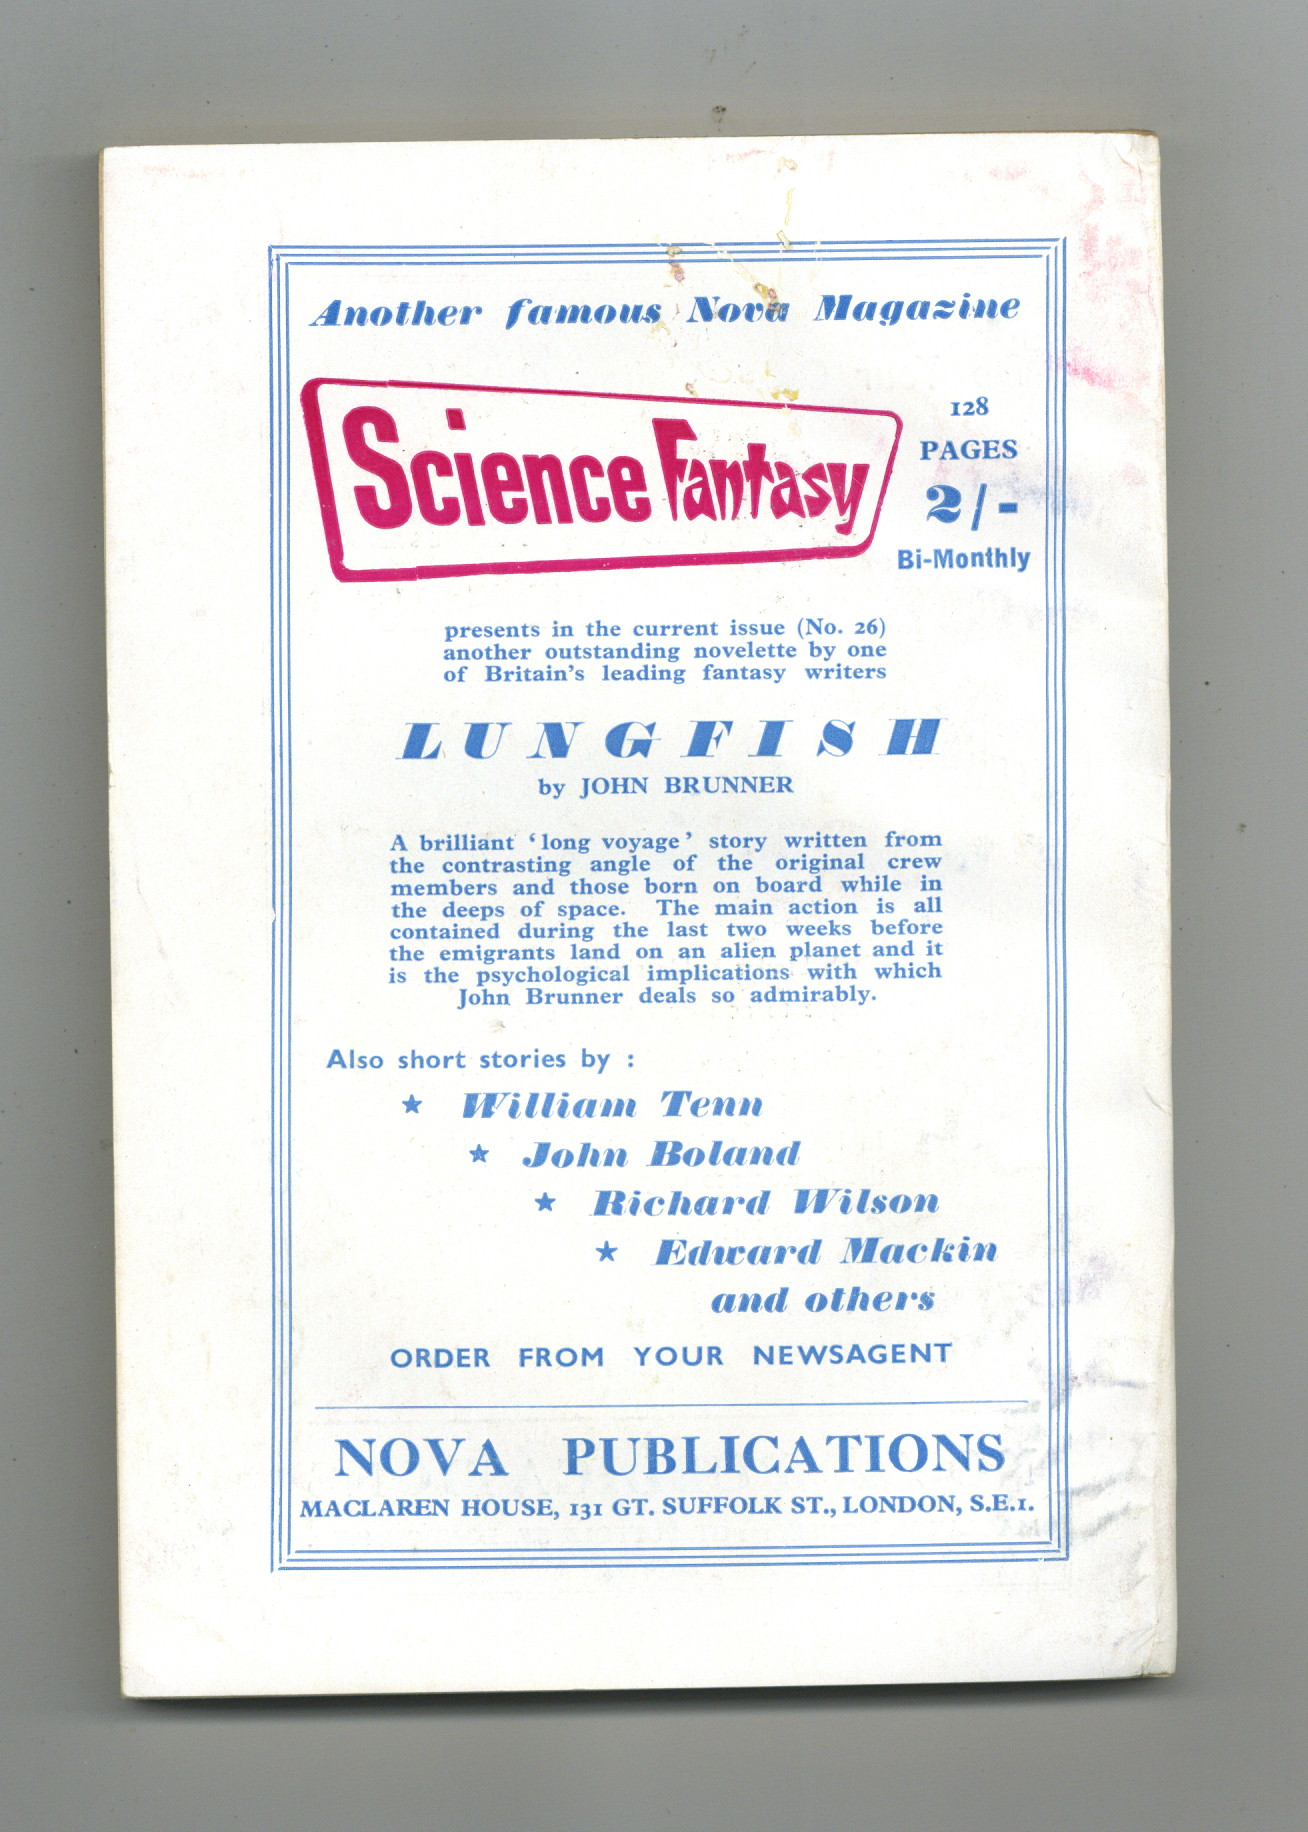 Another famous Nova Magazine
Science Fantasy
128
PAGES
2/-
Bi-Monthly
presents in the current issue (No. 26)
another outstanding novelette by one
of Britain's leading fantasy writers
LUNGFISH
by JOHN BRUNNER
A brilliant ‘long voyage’ story written from
the contrasting angle of the original crew
members and those born on board while in
the deeps of space. The main action is all
contained during the last two weeks before
the emigrants land on an alien planet and it
is the psychological implications with which
John Brunner deals so admirably.
Also short stories by :
★ William Tenn
★ John Boland
★ Richard Wilson
★ Edward Mackin
and others
ORDER FROM YOUR NEWSAGENT
NOVA PUBLICATIONS
MACLAREN HOUSE, 131 GT. SUFFOLK ST., LONDON, S.E.1.